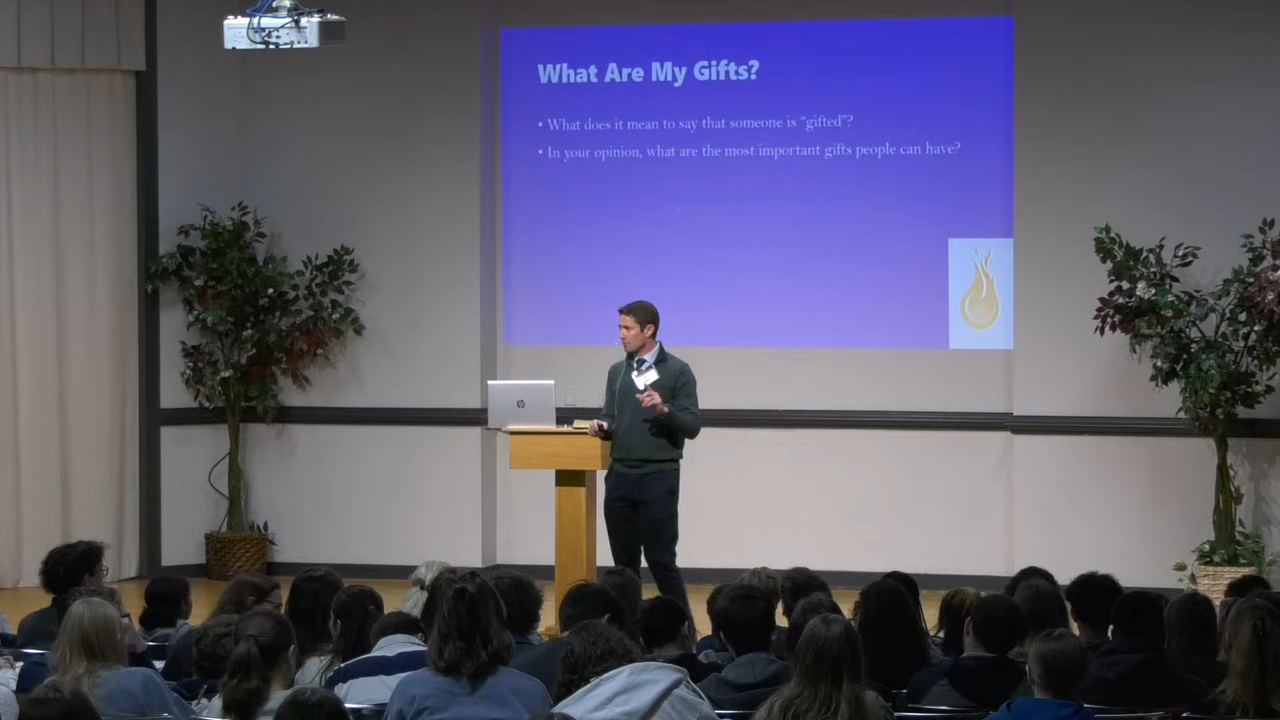 What Are My Gifts?
• What does it mean to say that someone is “gifted”?
• In your opinion, what are the most important gifts people can have?
hp